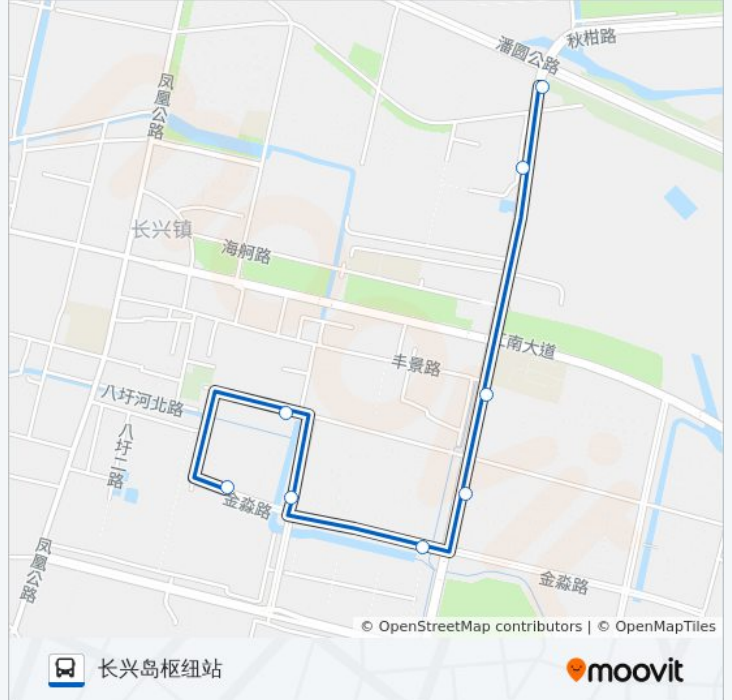 潘圆公路
秋柑路
凤凰公路
长兴镇
海舸路
江南大道
丰景路
八圩河北路
八圩二路
金淼路
凤凰公路
金淼路
© OpenStreetMap contributors | © OpenMapTiles
长兴岛枢纽站
moovit